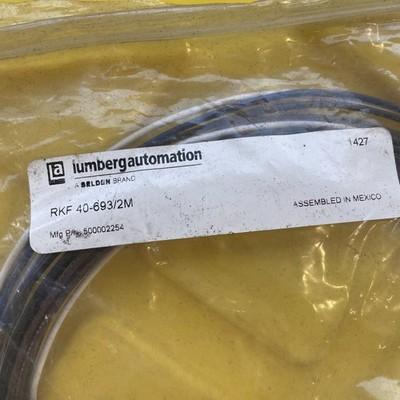 la lumbergautomation
A BELDEN BRAND
1427
RKF 40-693/2M
ASSEMBLED IN MEXICO
Mfg P/N: 500002254